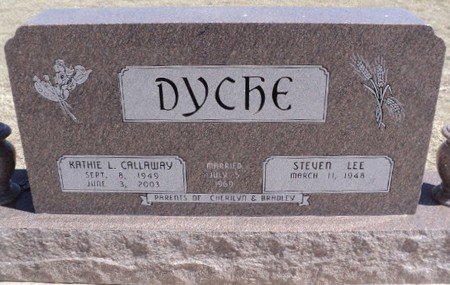 DYCHE
KATHIE L. CALLAWAY
SEPT. 8, 1949
JUNE 3, 2003
MARRIED
JULY 5
1969
STEVEN LEE
MARCH 11, 1948
PARENTS OF CHERILYN & BRADLEY